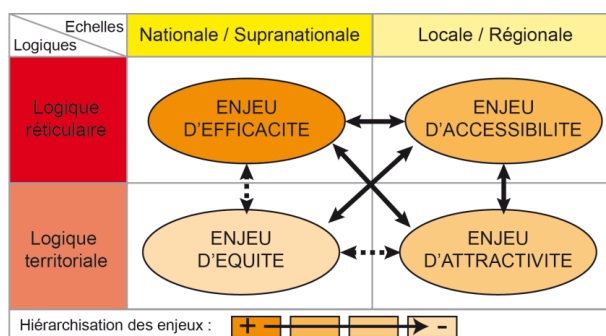 Echelles
Logiques
Nationale / Supranationale
Locale / Régionale
Logique
réticulaire
ENJEU
D'EFFICACITE
ENJEU
D'ACCESSIBILITE
Logique
territoriale
ENJEU
D'EQUITE
ENJEU
D'ATTRACTIVITE
Hiérarchisation des enjeux :
+ -